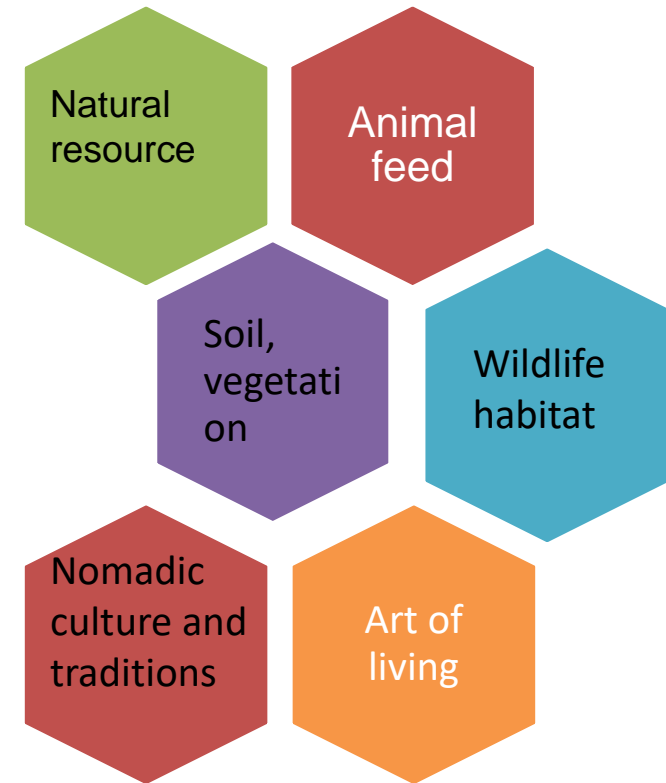 Natural
resource
Animal
feed
Soil,
vegetati
on
Wildlife
habitat
Nomadic
culture and
traditions
Art of
living